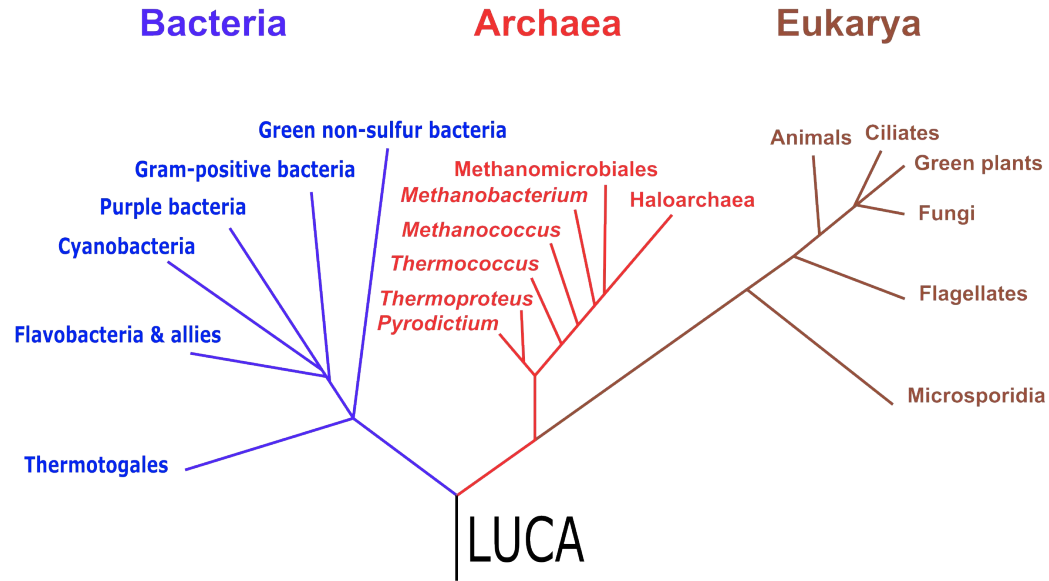 Bacteria
Archaea
Eukarya
Green non-sulfur bacteria
Gram-positive bacteria
Purple bacteria
Cyanobacteria
Flavobacteria & allies
Thermotogales
Methanomicrobiales
Methanobacterium
Haloarchaea
Methanococcus
Thermococcus
Thermoproteus
Pyrodictium
Animals
Ciliates
Green plants
Fungi
Flagellates
Microsporidia
LUCA